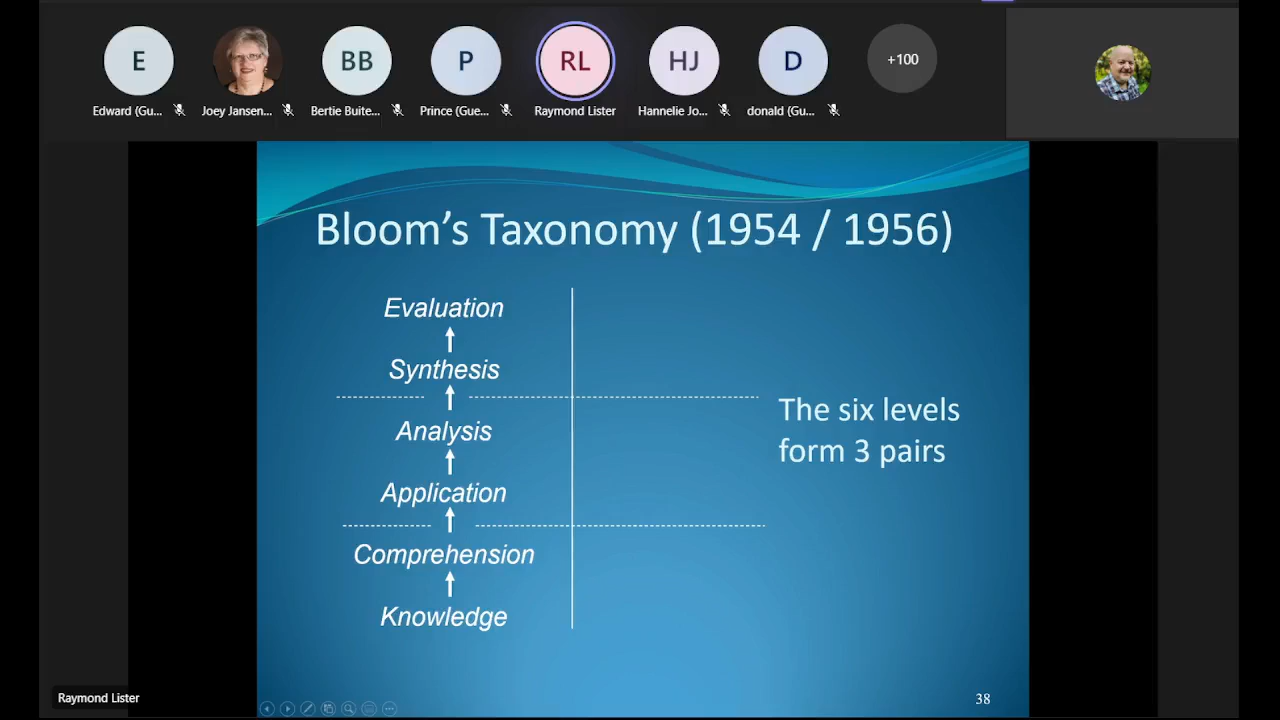 E
BB
P
RL
HJ
D
+100
Edward (Gu...
Joey Jansen...
Bertie Buite...
Prince (Gue...
Raymond Lister
Hannelie Jo...
donald (Gu...
Bloom's Taxonomy (1954 / 1956)
Evaluation
Synthesis
Analysis
Application
Comprehension
Knowledge
The six levels
form 3 pairs
Raymond Lister
38